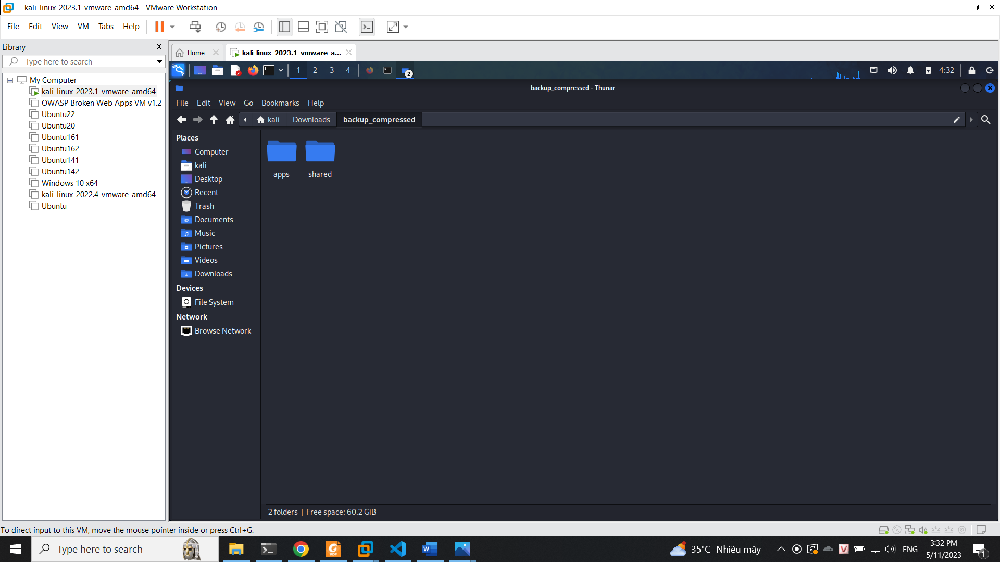 kali-linux-2023.1-vmware-amd64 - VMware Workstation
File Edit View VM Tabs Help
Library
Type here to search
My Computer
kali-linux-2023.1-vmware-amd64
OWASP Broken Web Apps VM v1.2
Ubuntu22
Ubuntu20
Ubuntu161
Ubuntu162
Ubuntu141
Ubuntu142
Windows 10 x64
kali-linux-2022.4-vmware-amd64
Ubuntu
Home
kali-linux-2023.1-vmware-a...
1 2 3 4
2
4:32
backup_compressed - Thunar
File Edit View Go Bookmarks Help
kali Downloads backup_compressed
Places
Computer
kali
Desktop
Recent
Trash
Documents
Music
Pictures
Videos
Downloads
Devices
File System
Network
Browse Network
apps
shared
2 folders | Free space: 60.2 GiB
To direct input to this VM, move the mouse pointer inside or press Ctrl+G.
Type here to search
35°C Nhiều mây
ENG
3:32 PM
5/11/2023
1